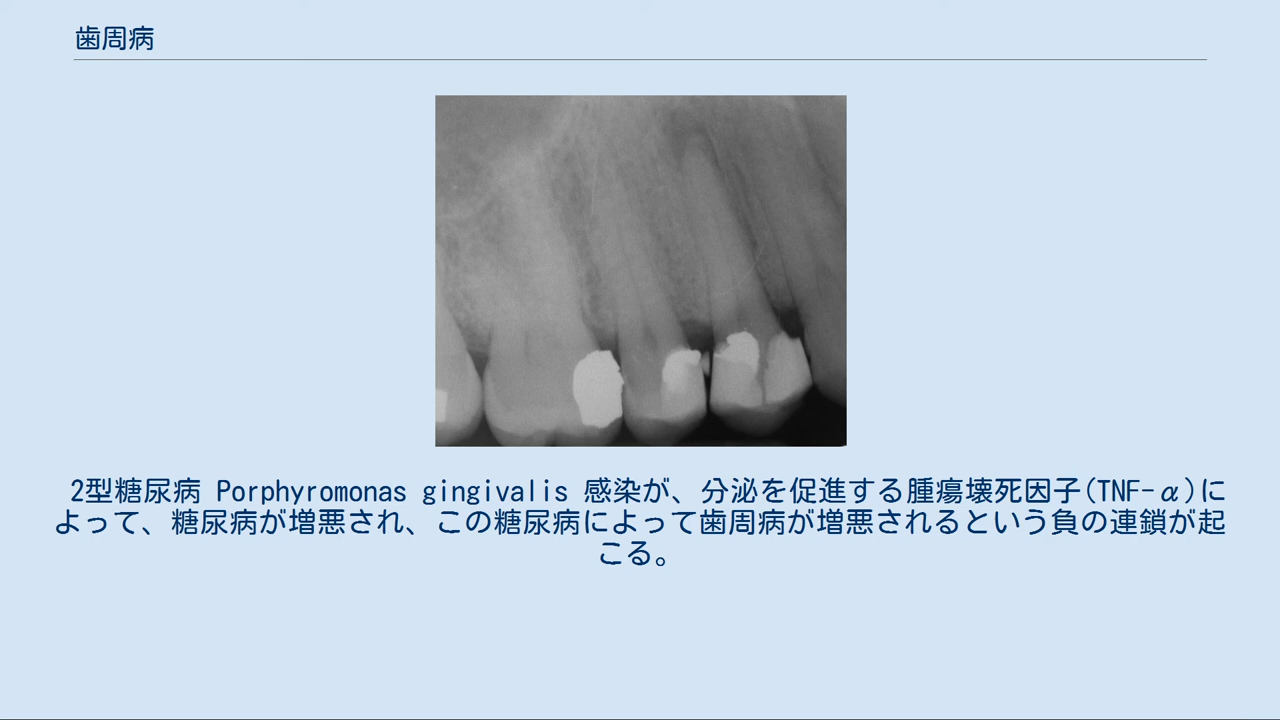 歯周病
2型糖尿病 Porphyromonas gingivalis 感染が、分泌を促進する腫瘍壊死因子(TNF-α)に
よって、糖尿病が増悪され、この糖尿病によって歯周病が増悪されるという負の連鎖が起
こる。